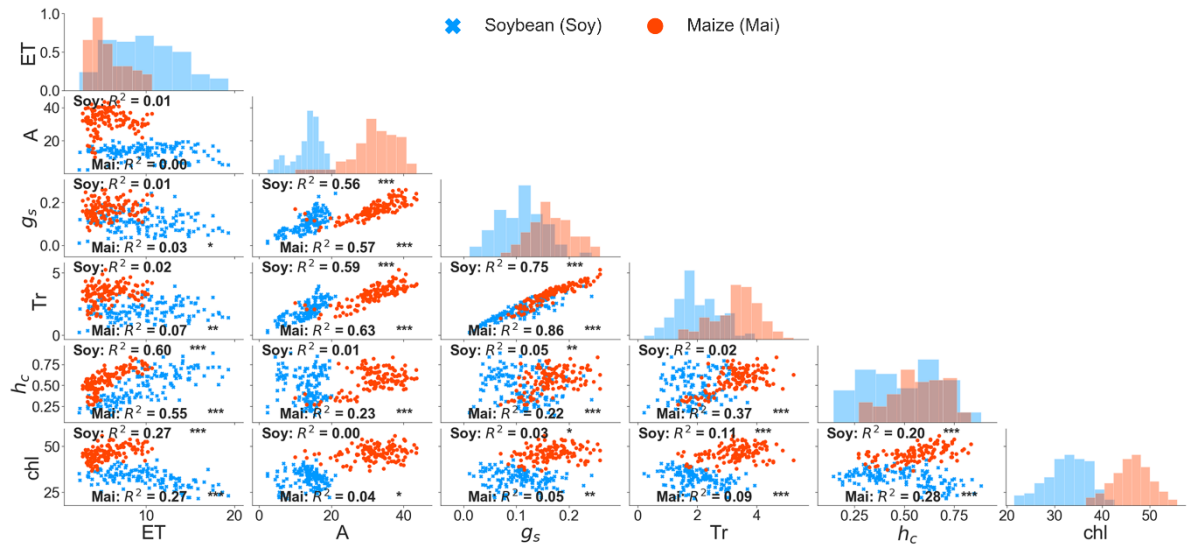 Soybean (Soy) Maize (Mai)
ET
1.0
0.5
0.0
Soy: R² = 0.01
A
40
20
Mai: R² = 0.00
Soy: R² = 0.01 Soy: R² = 0.56 ***
g_s
0.2
0.0
Mai: R² = 0.03 * Mai: R² = 0.57 ***
Soy: R² = 0.02 Soy: R² = 0.59 *** Soy: R² = 0.75 ***
Tr
5
0
Mai: R² = 0.07 ** Mai: R² = 0.63 *** Mai: R² = 0.86 ***
Soy: R² = 0.60 *** Soy: R² = 0.01 Soy: R² = 0.05 ** Soy: R² = 0.02
h_c
0.75
0.50
0.25
Mai: R² = 0.55 *** Mai: R² = 0.23 *** Mai: R² = 0.22 *** Mai: R² = 0.37 ***
Soy: R² = 0.27 *** Soy: R² = 0.00 Soy: R² = 0.03 * Soy: R² = 0.11 *** Soy: R² = 0.20 ***
chl
50
25
Mai: R² = 0.27 *** Mai: R² = 0.04 * Mai: R² = 0.05 ** Mai: R² = 0.09 *** Mai: R² = 0.28 ***
10 20 0 20 40 0.0 0.1 0.2 0 2 4 0.25 0.50 0.75 20 30 40 50
ET A g_s Tr h_c chl